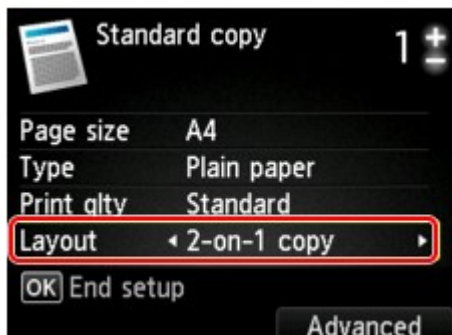 Standard copy 1
Page size A4
Type Plain paper
Print qlty Standard
Layout 2-on-1 copy
OK End setup
Advanced